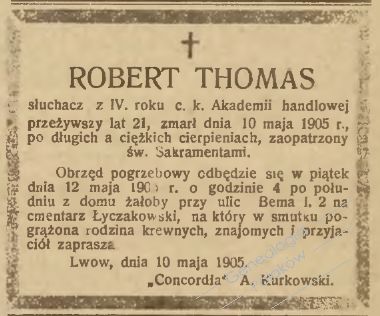 ROBERT THOMAS
słuchacz z IV. roku c. k. Akademii handlowej
przeżywszy lat 21, zmarł dnia 10 maja 1905 r.,
po długich a ciężkich cierpieniach, zaopatrzony
św. Sakramentami.
Obrzęd pogrzebowy odbędzie się w piątek
dnia 12 maja r. o godzinie 4 po połu-
dniu z domu żałoby przy ulic Bema l. 2 na
cmentarz Łyczakowski, na który w smutku po-
grążona rodzina krewnych, znajomych i przyja-
ciół zaprasza
Lwow, dnia 10 maja 1905.
„Concordia" A. Kurkowski.
Genealogia
Krakow